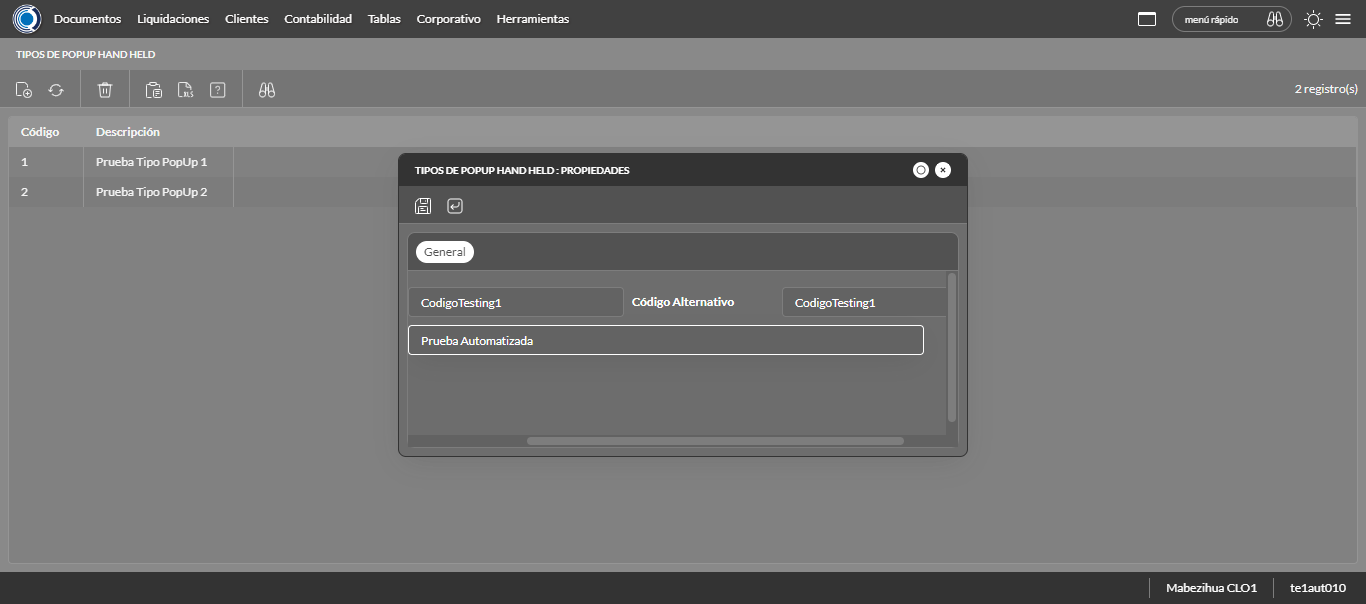 Documentos Liquidaciones Clientes Contabilidad Tablas Corporativo Herramientas menú rápido
TIPOS DE POPUP HAND HELD
XLS ? 2 registro(s)
Código Descripción
1 Prueba Tipo PopUp 1
2 Prueba Tipo PopUp 2
TIPOS DE POPUP HAND HELD : PROPIEDADES
General
CodigoTesting1 Código Alternativo CodigoTesting1
Prueba Automatizada
Mabezihua CLO1 te1aut010